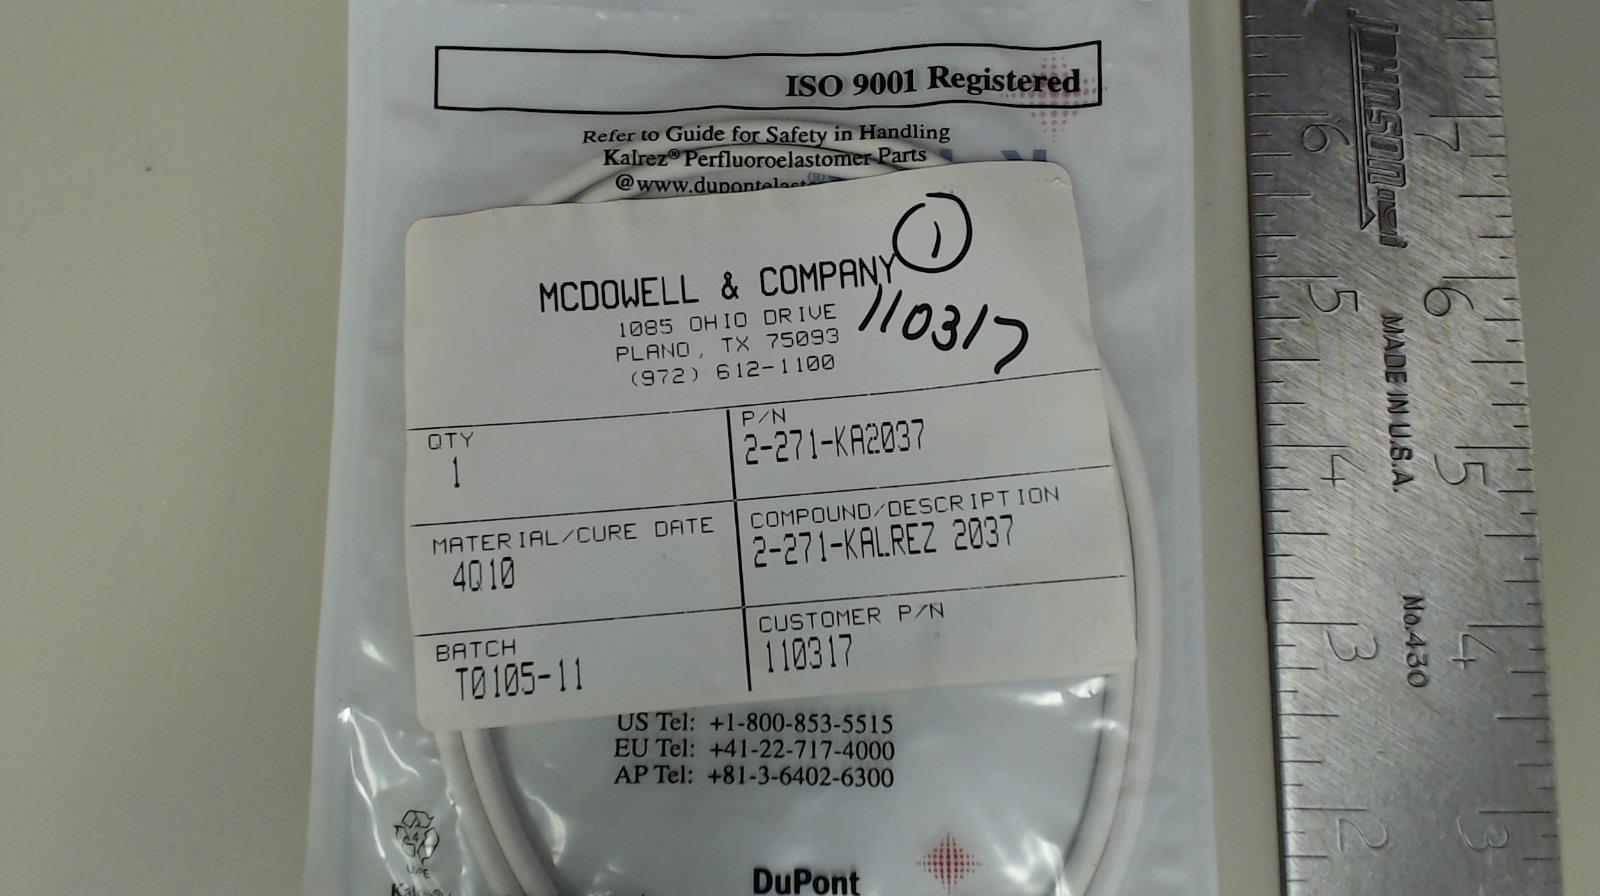 ISO 9001 Registered
Refer to Guide for Safety in Handling
Kalrez® Perfluoroelastomer Parts
MCDOWELL & COMPANY
1
1085 OHIO DRIVE
110317
PLANO, TX 75093
(972) 612-1100
QTY
1
P/N
2-271-KA2037
MATERIAL/CURE DATE
4Q10
COMPOUND/DESCRIPTION
2-271-KALREZ 2037
BATCH
T0105-11
CUSTOMER P/N
110317
US Tel: +1-800-853-5515
EU Tel: +41-22-717-4000
AP Tel: +81-3-6402-6300
4
LDPE
DuPont
JOHNSON
MADE IN U.S.A.
No.430
6
5
4
3
2
7
6
5
4
3